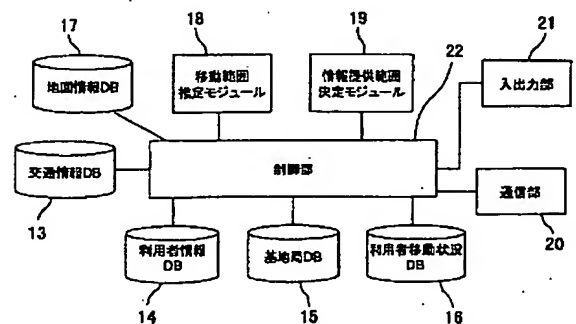 17
18
19
22
21
地図情報DB
移動範囲
推定モジュール
情報提供範囲
決定モジュール
入出力部
交通情報DB
制御部
通信部
13
20
利用者情報
DB
基地局DB
利用者移動状況
DB
14
15
16